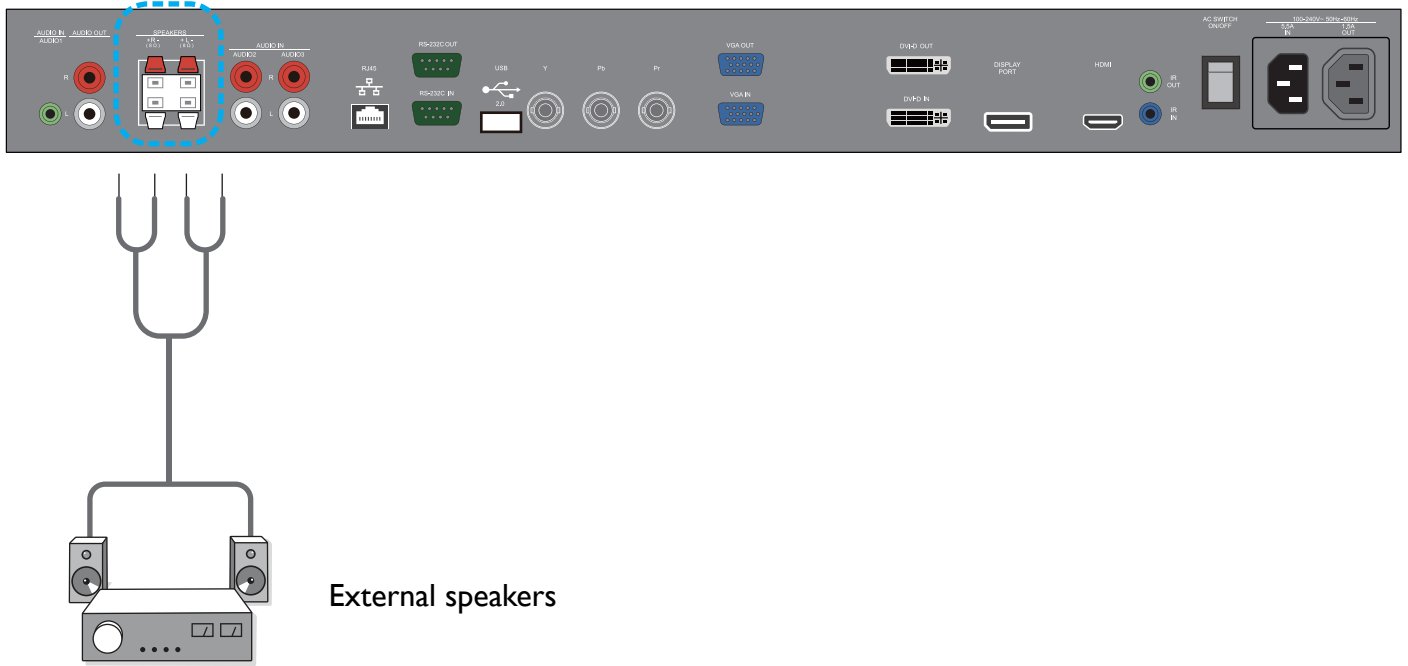 AUDIO IN
AUDIO1
AUDIO OUT
R
L
SPEAKERS
+ R - + L -
( 8 Ω ) ( 8 Ω )
AUDIO IN
AUDIO2 AUDIO3
R
L
RJ45
RS-232C OUT
RS-232C IN
USB
2.0
Y
Pb
Pr
VGA OUT
VGA IN
DVI-D OUT
DVI-D IN
DISPLAY
PORT
HDMI
IR
OUT
IR
IN
AC SWITCH
ON/OFF
100-240V~ 50Hz-60Hz
5.5A 1.5A
IN OUT
External speakers